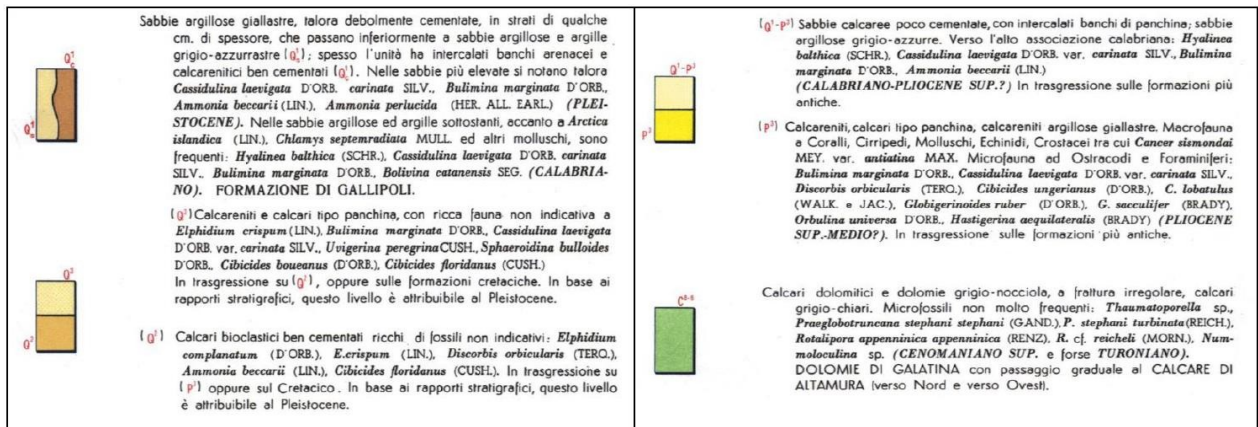 Sabbie argillose giallastre, talora debolmente cementate, in strati di qualche
cm. di spessore, che passano inferiormente a sabbie argillose e argille
grigio-azzurrastre (Q¹ₐ); spesso l'unità ha intercalati banchi arenacei e
calcarenitici ben cementati (Q¹c). Nelle sabbie più elevate si notano talora
Cassidulina laevigata D'ORB. carinata SILV., Bulimina marginata D'ORB.,
Ammonia beccarii (LIN.), Ammonia perlucida (HER. ALL. EARL.) (PLEI-
STOCENE). Nelle sabbie argillose ed argille sottostanti, accanto a Arctica
islandica (LIN.), Chlamys septemradiata MULL. ed altri molluschi, sono
frequenti: Hyalinea balthica (SCHR.), Cassidulina laevigata D'ORB. carinata
SILV., Bulimina marginata D'ORB., Bolivina catanensis SEG. (CALABRIA-
NO). FORMAZIONE DI GALLIPOLI.
Calcareniti e calcari tipo panchina, con ricca fauna non indicativa a
Elphidium crispum (LIN.), Bulimina marginata D'ORB., Cassidulina laevigata
D'ORB. var. carinata SILV., Uvigerina peregrina CUSH., Sphaeroidina bulloides
D'ORB., Cibicides boueanus (D'ORB.), Cibicides floridanus (CUSH.)
In trasgressione su, oppure sulle formazioni cretaciche. In base ai
rapporti stratigrafici, questo livello è attribuibile al Pleistocene.
Calcari bioclastici ben cementati ricchi di fossili non indicativi: Elphidium
complanatum (D'ORB.), E.crispum (LIN.), Discorbis orbicularis (TERQ.),
Ammonia beccarii (LIN.), Cibicides floridanus (CUSH.). In trasgressione su
(P³) oppure sul Cretacico. In base ai rapporti stratigrafici, questo livello
è attribuibile al Pleistocene.
(Q¹-P³) Sabbie calcaree poco cementate, con intercalati banchi di panchina; sabbie
argillose grigio-azzurre. Verso l'alto associazione calabriana: Hyalinea
balthica (SCHR.), Cassidulina laevigata D'ORB. var. carinata SILV., Bulimina
marginata D'ORB., Ammonia beccarii (LIN.)
(CALABRIANO-PLIOCENE SUP.?) In trasgressione sulle formazioni più
antiche.
Q¹-P³
P³
(P³) Calcareniti, calcari tipo panchina, calcareniti argillose giallastre. Macrofauna
a Coralli, Cirripedi, Molluschi, Echinidi, Crostacei tra cui Cancer sismondai
MEY. var. antiatina MAX. Microfauna ad Ostracodi e Foraminiferi:
Bulimina marginata D'ORB., Cassidulina laevigata D'ORB. var. carinata SILV.,
Discorbis orbicularis (TERQ.), Cibicides ungerianus (D'ORB.), C. lobatulus
(WALK. e JAC.), Globigerinoides ruber (D'ORB.), G. sacculifer (BRADY),
Orbulina universa D'ORB., Hastigerina aequilateralis (BRADY) (PLIOCENE
SUP.-MEDIO?). In trasgressione sulle formazioni più antiche.
Calcari dolomitici e dolomie grigio-nocciola, a frattura irregolare, calcari
grigio-chiari. Microfossili non molto frequenti: Thaumatoporella sp.,
Praeglobotruncana stephani stephani (GAND.), P. stephani turbinata (REICH.),
Rotalipora appenninica appenninica (RENZ). R. cf. reicheli (MORN.), Num-
moloculina sp. (CENOMANIANO SUP. e forse TURONIANO).
DOLOMIE DI GALATINA con passaggio graduale al CALCARE DI
ALTAMURA (verso Nord e verso Ovest).